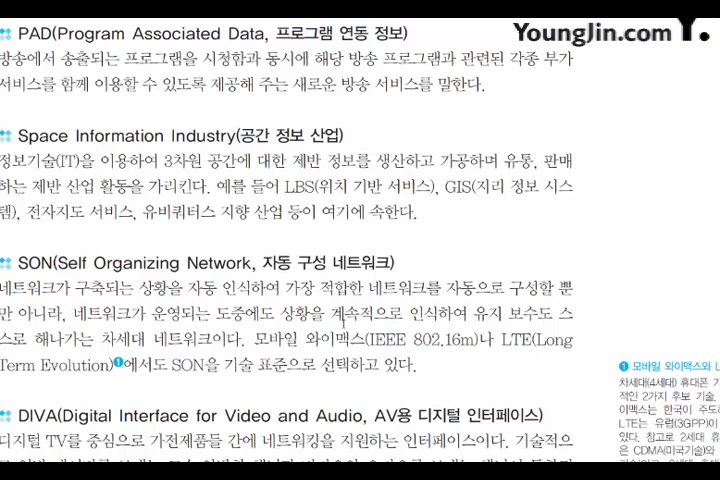 YoungJin.com Y.
PAD(Program Associated Data, 프로그램 연동 정보)
방송에서 송출되는 프로그램을 시청함과 동시에 해당 방송 프로그램과 관련된 각종 부가
서비스를 함께 이용할 수 있도록 제공해 주는 새로운 방송 서비스를 말한다.
Space Information Industry(공간 정보 산업)
정보기술(IT)을 이용하여 3차원 공간에 대한 제반 정보를 생산하고 가공하며 유통, 판매
하는 제반 산업 활동을 가리킨다. 예를 들어 LBS(위치 기반 서비스), GIS(지리 정보 시스
템), 전자지도 서비스, 유비쿼터스 지향 산업 등이 여기에 속한다.
SON(Self Organizing Network, 자동 구성 네트워크)
네트워크가 구축되는 상황을 자동 인식하여 가장 적합한 네트워크를 자동으로 구성할 뿐
만 아니라, 네트워크가 운영되는 도중에도 상황을 계속적으로 인식하여 유지 보수도 스
스로 해나가는 차세대 네트워크이다. 모바일 와이맥스(IEEE 802.16m)나 LTE(Long
Term Evolution)❶에서도 SON을 기술 표준으로 선택하고 있다.
DIVA(Digital Interface for Video and Audio, AV용 디지털 인터페이스)
디지털 TV를 중심으로 가전제품들 간에 네트워킹을 지원하는 인터페이스이다. 기술적으
❶ 모바일 와이맥스와 L
차세대(4세대) 휴대폰 기
적인 2가지 후보 기술.
이맥스는 한국이 주도
LTE는 유럽(3GPP)이
있다. 참고로 2세대 휴
은 CDMA(미국기술)와